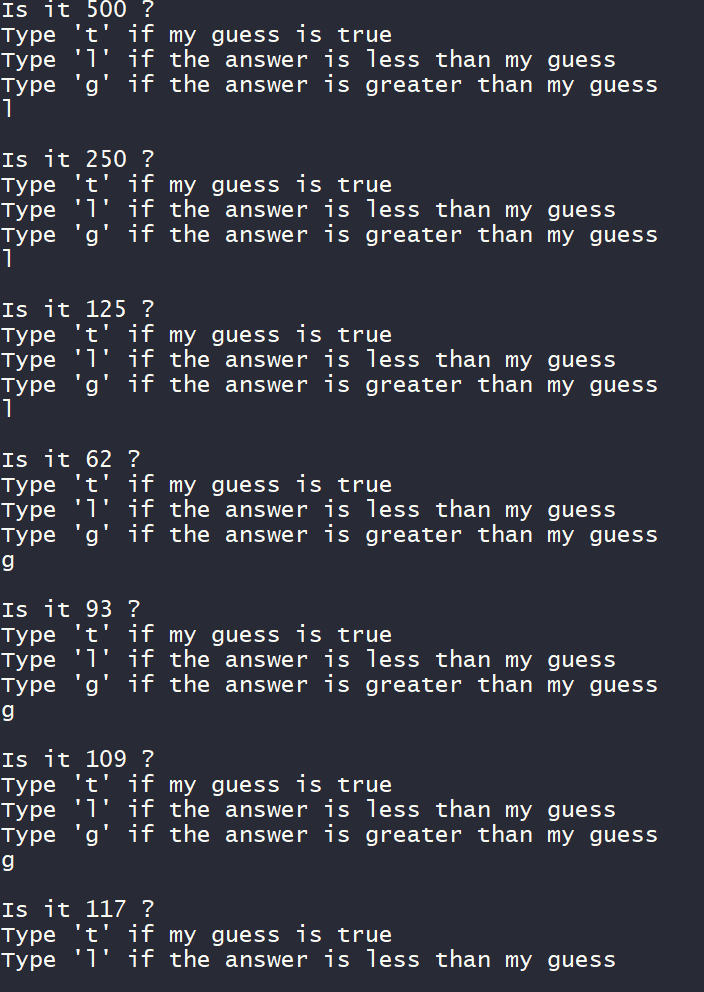 Is it 500 ?
Type 't' if my guess is true
Type 'l' if the answer is less than my guess
Type 'g' if the answer is greater than my guess
l
Is it 250 ?
Type 't' if my guess is true
Type 'l' if the answer is less than my guess
Type 'g' if the answer is greater than my guess
l
Is it 125 ?
Type 't' if my guess is true
Type 'l' if the answer is less than my guess
Type 'g' if the answer is greater than my guess
l
Is it 62 ?
Type 't' if my guess is true
Type 'l' if the answer is less than my guess
Type 'g' if the answer is greater than my guess
g
Is it 93 ?
Type 't' if my guess is true
Type 'l' if the answer is less than my guess
Type 'g' if the answer is greater than my guess
g
Is it 109 ?
Type 't' if my guess is true
Type 'l' if the answer is less than my guess
Type 'g' if the answer is greater than my guess
g
Is it 117 ?
Type 't' if my guess is true
Type 'l' if the answer is less than my guess